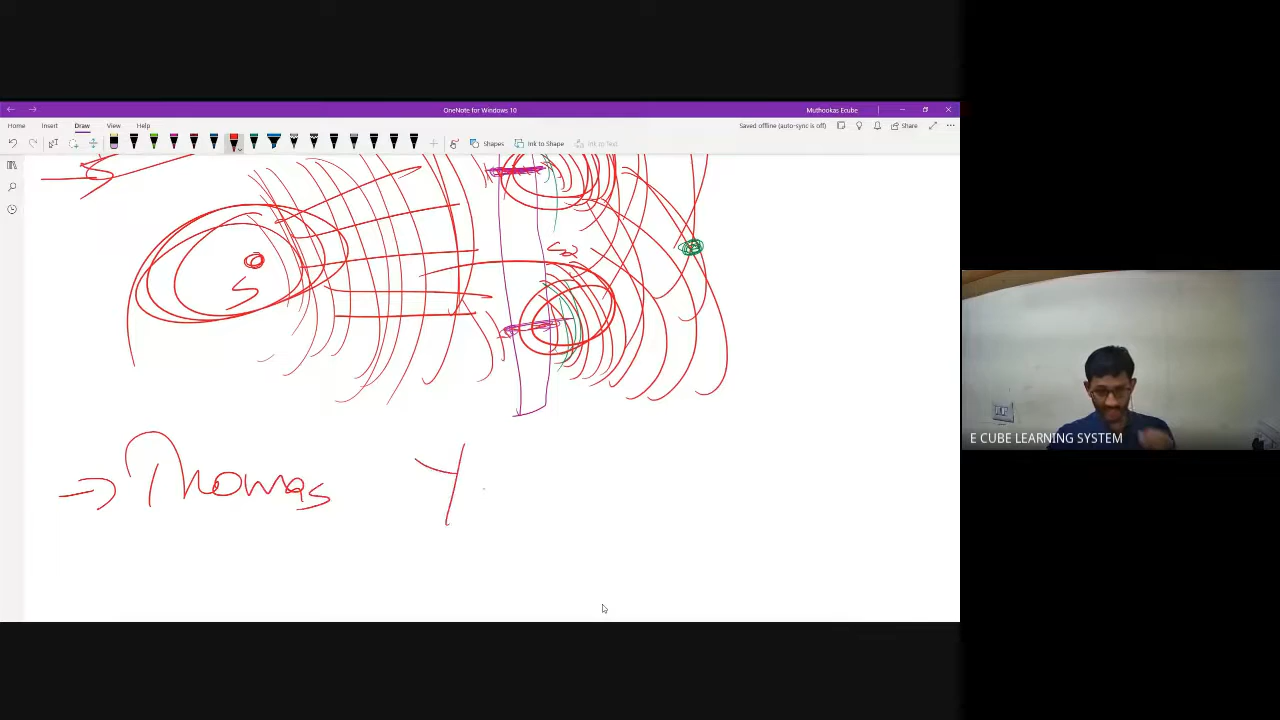 OneNote for Windows 10
Muthookas Ecube
Home Insert Draw View Help
Saved offline (auto-sync is off) Share
Shapes Ink to Shape Ink to Text
S
S2
S
→ Thomas Y
E CUBE LEARNING SYSTEM